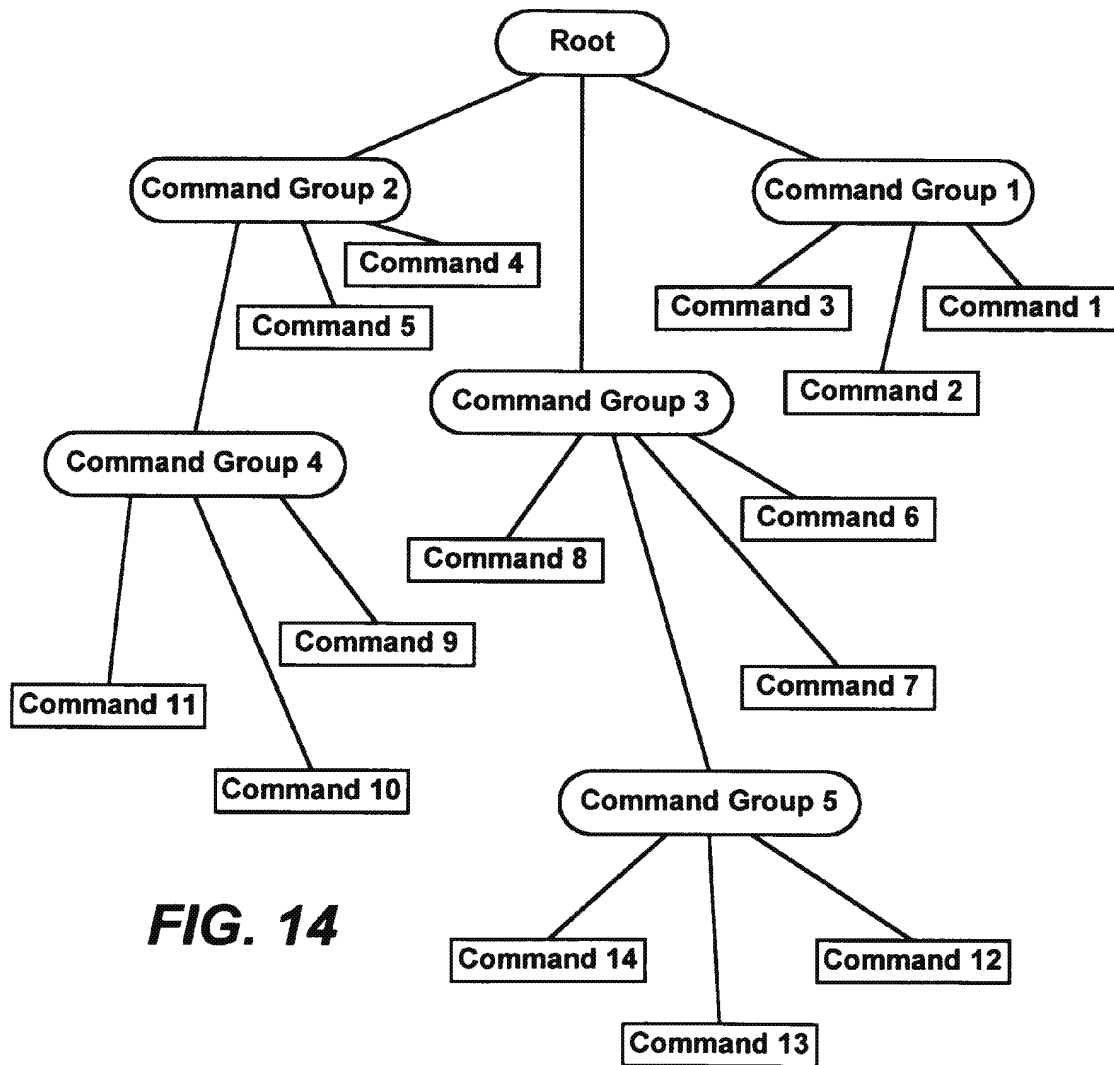 Root
Command Group 2
Command Group 1
Command 4
Command 5
Command 3
Command 1
Command 2
Command Group 3
Command Group 4
Command 6
Command 8
Command 9
Command 7
Command 11
Command 10
Command Group 5
FIG. 14
Command 14
Command 12
Command 13